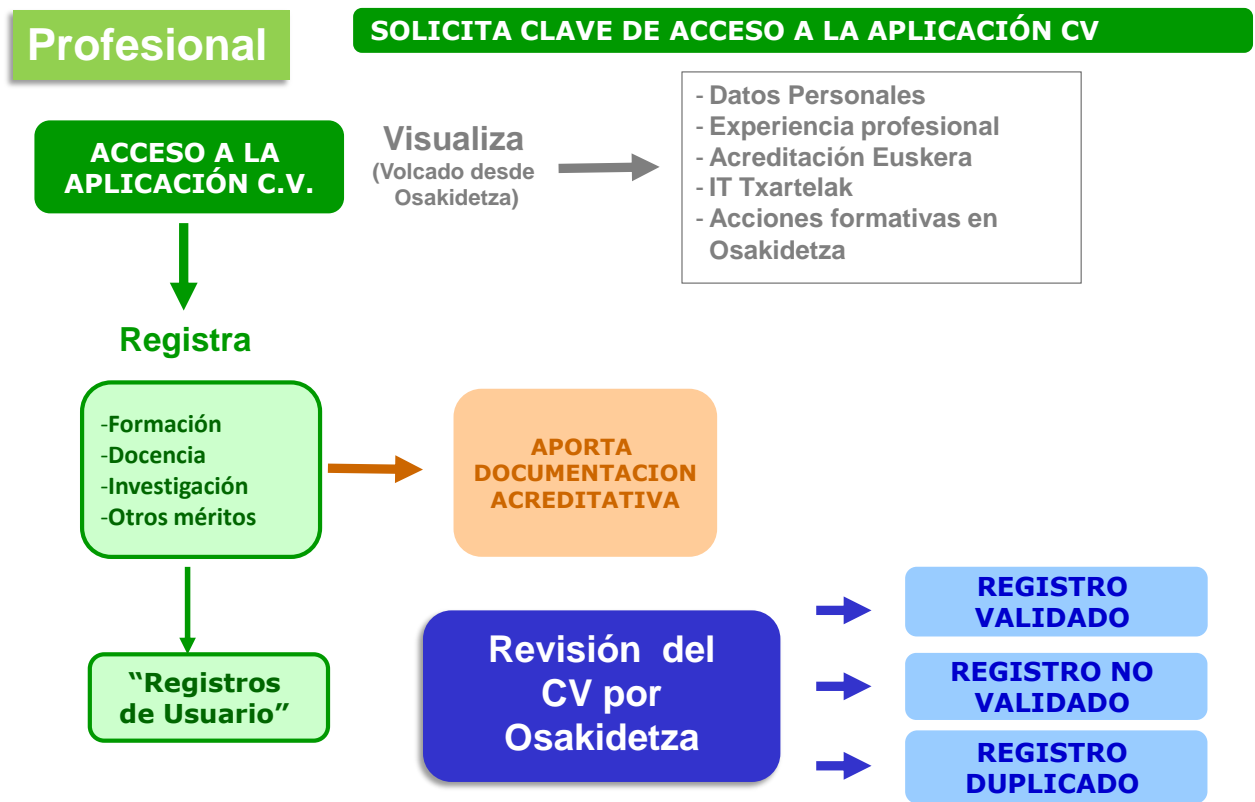 Profesional
SOLICITA CLAVE DE ACCESO A LA APLICACIÓN CV
ACCESO A LA
APLICACIÓN C.V.
Visualiza
(Volcado desde
Osakidetza)
- Datos Personales
- Experiencia profesional
- Acreditación Euskera
- IT Txartelak
- Acciones formativas en
Osakidetza
Registra
-Formación
-Docencia
-Investigación
-Otros méritos
APORTA
DOCUMENTACION
ACREDITATIVA
“Registros
de Usuario”
Revisión del
CV por
Osakidetza
REGISTRO
VALIDADO
REGISTRO NO
VALIDADO
REGISTRO
DUPLICADO